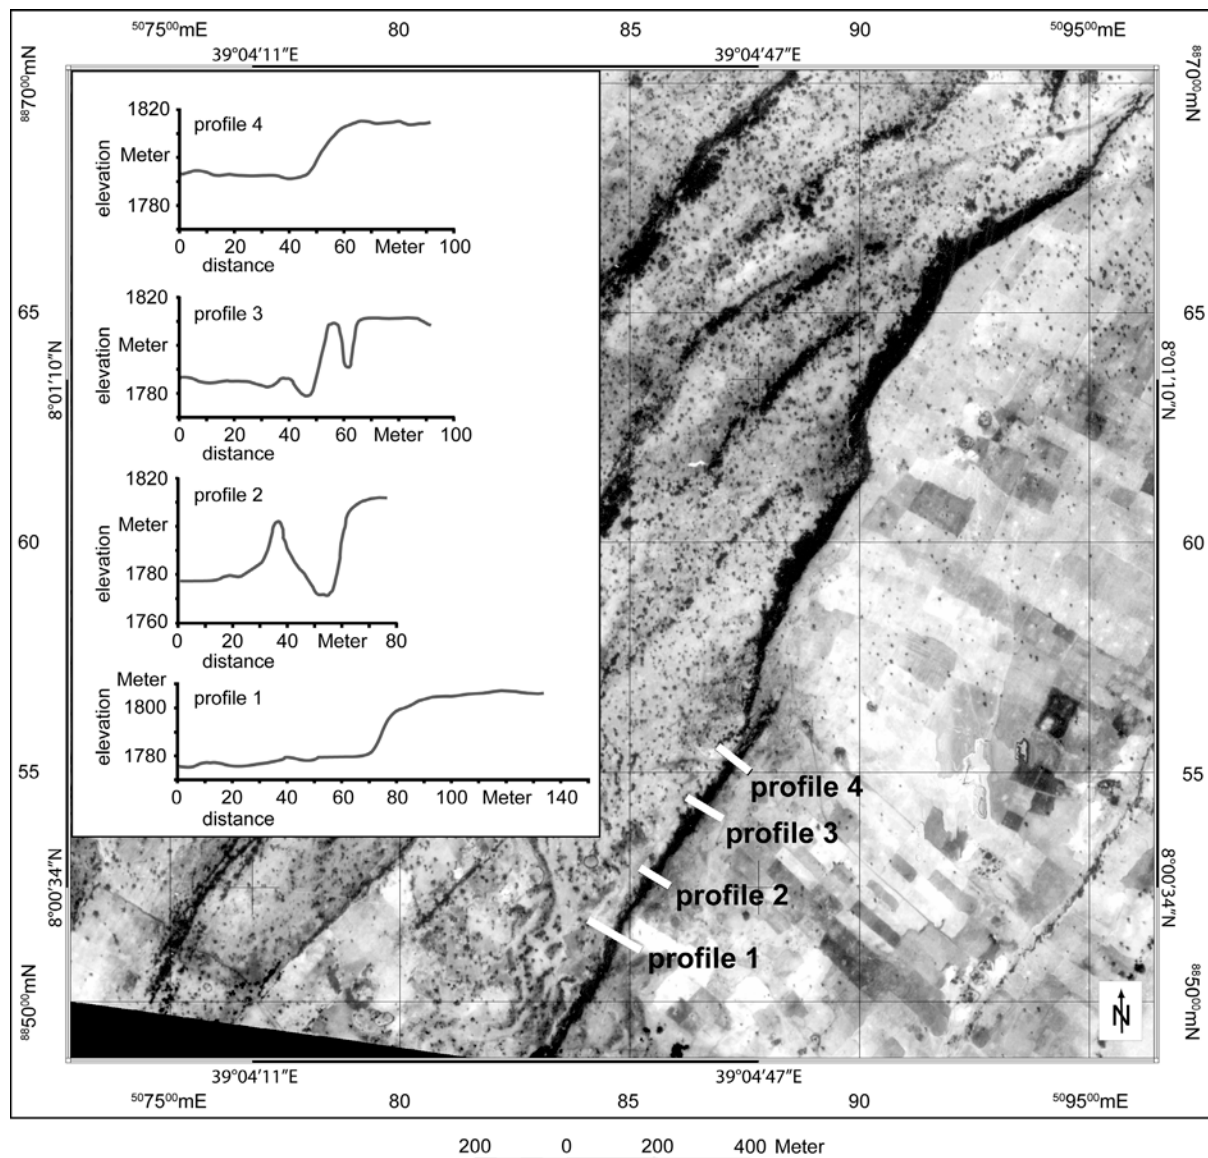 5075⁰⁰mE 80 85 90 5095⁰⁰mE
39°04′11″E 39°04′47″E
8870⁰⁰mN
8870⁰⁰mN
65
65
8°01′10″N
8°01′10″N
60
60
55
55
8°00′34″N
8°00′34″N
8850⁰⁰mN
8850⁰⁰mN
1820
profile 4
Meter
elevation
1780
0 20 40 60 Meter 100
distance
1820
profile 3
Meter
elevation
1780
0 20 40 60 Meter 100
distance
1820
profile 2
Meter
elevation
1780
1760
0 20 40 Meter 80
distance
Meter
profile 1
1800
elevation
1780
0 20 40 60 80 100 Meter 140
distance
profile 4
profile 3
profile 2
profile 1
N
39°04′11″E 39°04′47″E
5075⁰⁰mE 80 85 90 5095⁰⁰mE
200 0 200 400 Meter